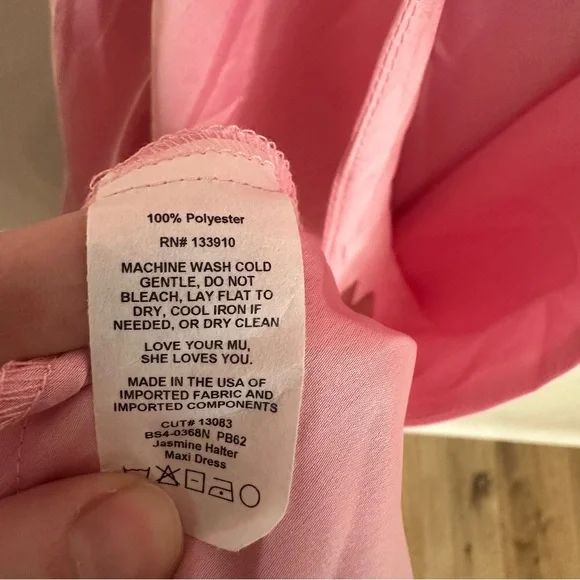 100% Polyester
RN# 133910
MACHINE WASH COLD
GENTLE, DO NOT
BLEACH, LAY FLAT TO
DRY, COOL IRON IF
NEEDED, OR DRY CLEAN
LOVE YOUR MU,
SHE LOVES YOU.
MADE IN THE USA OF
IMPORTED FABRIC AND
IMPORTED COMPONENTS
CUT# 13083
BS4-0368N PB62
Jasmine Halter
Maxi Dress